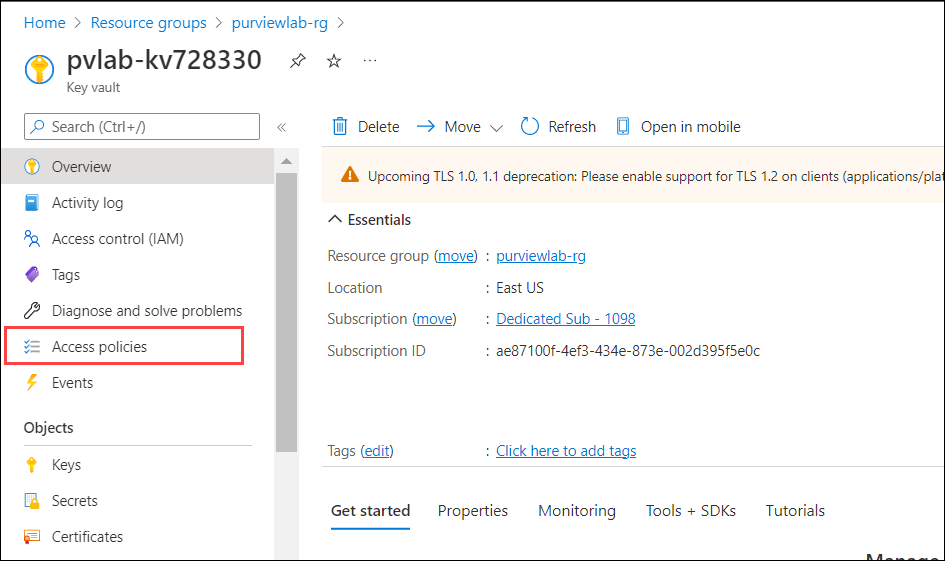 Home > Resource groups > purviewlab-rg >
pvlab-kv728330
Key vault
Search (Ctrl+/)
«
Delete Move Refresh Open in mobile
Overview
Activity log
Access control (IAM)
Tags
Diagnose and solve problems
Access policies
Events
Objects
Keys
Secrets
Certificates
Upcoming TLS 1.0, 1.1 deprecation: Please enable support for TLS 1.2 on clients (applications/plat
Essentials
Resource group (move) : purviewlab-rg
Location : East US
Subscription (move) : Dedicated Sub - 1098
Subscription ID : ae87100f-4ef3-434e-873e-002d395f5e0c
Tags (edit) : Click here to add tags
Get started Properties Monitoring Tools + SDKs Tutorials
Manage